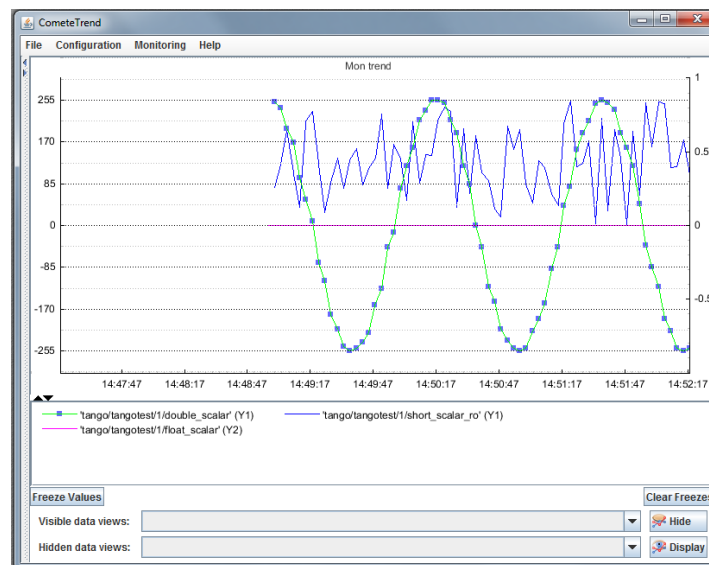 CometeTrend
File Configuration Monitoring Help
Mon trend
255
170
85
0
-85
-170
-255
1
0.5
0
-0.5
14:47:47 14:48:17 14:48:47 14:49:17 14:49:47 14:50:17 14:50:47 14:51:17 14:51:47 14:52:17
'tango/tangotest/1/double_scalar' (Y1) 'tango/tangotest/1/short_scalar_ro' (Y1)
'tango/tangotest/1/float_scalar' (Y2)
Freeze Values Clear Freezes
Visible data views: Hide
Hidden data views: Display